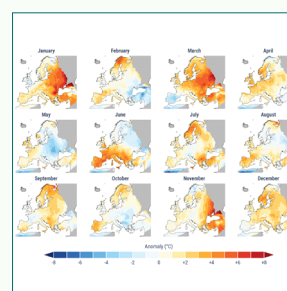 January February March April
May June July August
September October November December
Anomaly (°C)
-8 -6 -4 -2 0 +2 +4 +6 +8